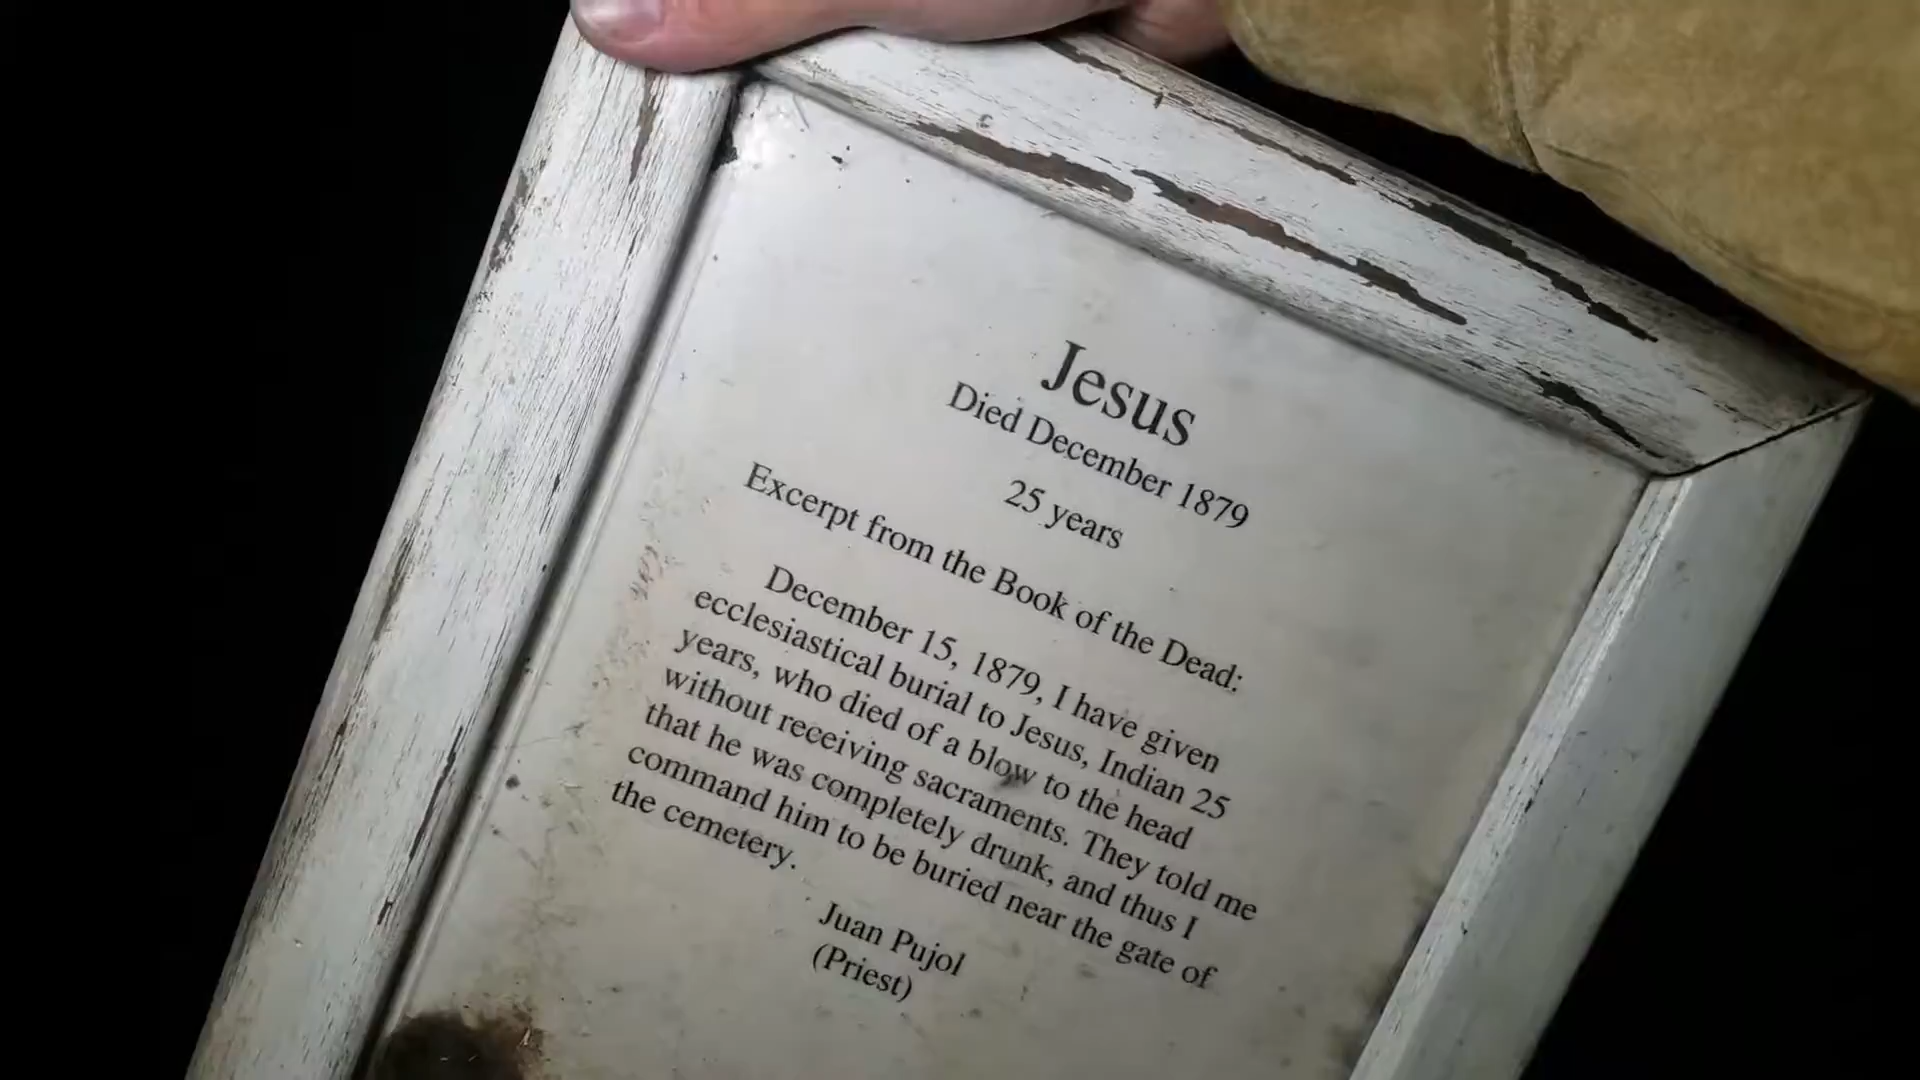 Jesus
Died December 1879
25 years
Excerpt from the Book of the Dead:
December 15, 1879, I have given
ecclesiastical burial to Jesus, Indian 25
years, who died of a blow to the head
without receiving sacraments. They told me
that he was completely drunk, and thus I
command him to be buried near the gate of
the cemetery.
Juan Pujol
(Priest)